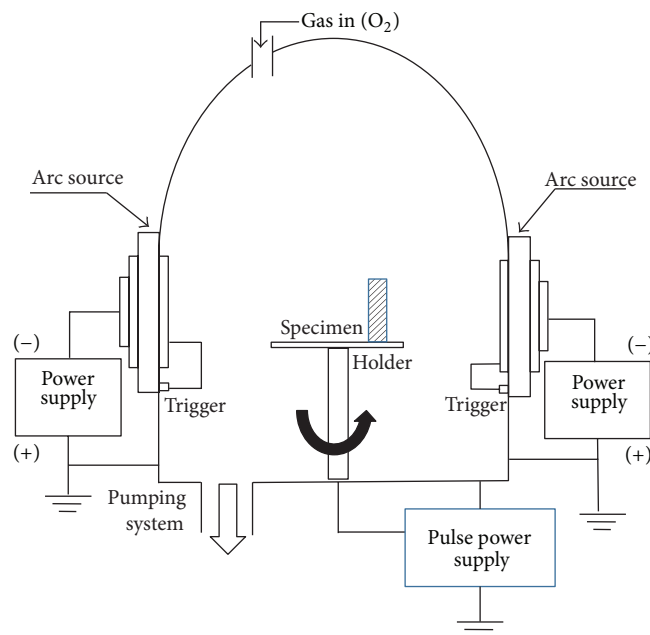 Gas in (O₂)
Arc source
Arc source
Specimen
Holder
(−)
Power
supply
(+)
Trigger
Trigger
(−)
Power
supply
(+)
Pumping
system
Pulse power
supply